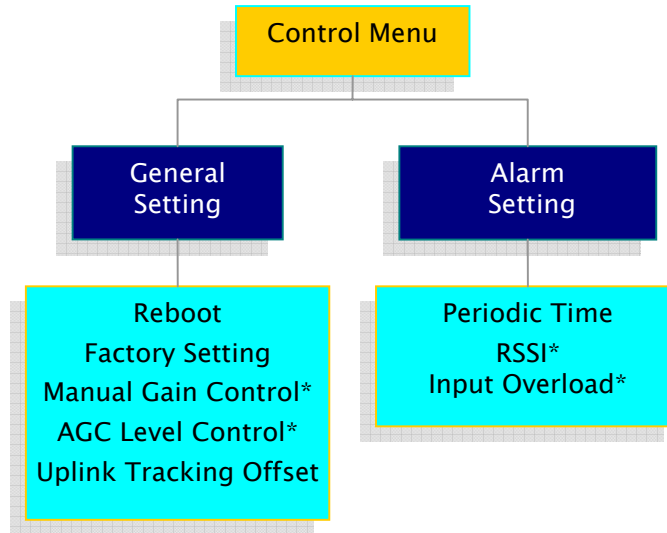 Control Menu
General
Setting
Alarm
Setting
Reboot
Factory Setting
Manual Gain Control*
AGC Level Control*
Uplink Tracking Offset
Periodic Time
RSSI*
Input Overload*